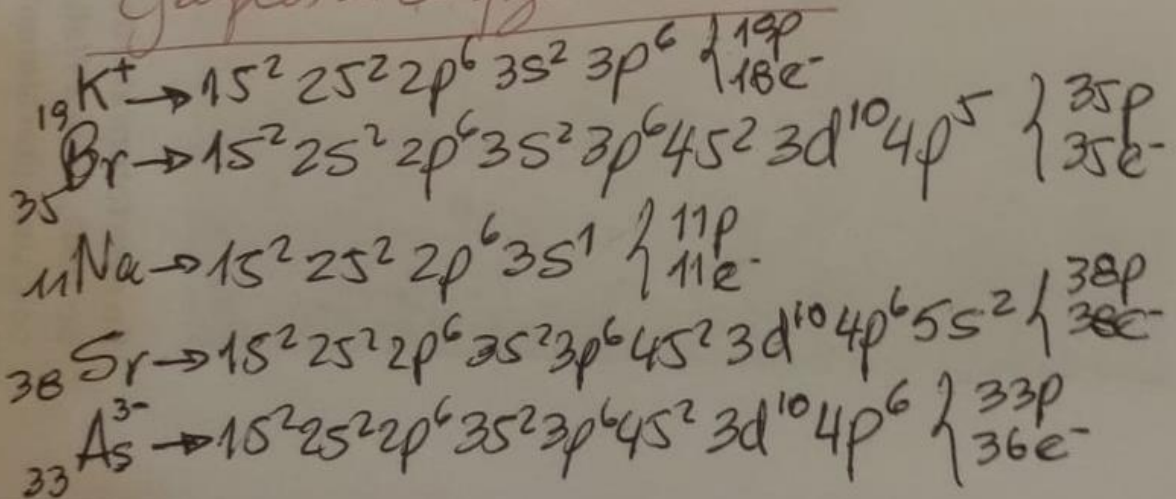 ₁₉K⁺ → 1s² 2s² 2p⁶ 3s² 3p⁶ { 19p 18e⁻
₃₅Br → 1s² 2s² 2p⁶ 3s² 3p⁶ 4s² 3d¹⁰ 4p⁵ } 35p 35e⁻
₁₁Na → 1s² 2s² 2p⁶ 3s¹ { 11p 11e⁻
₃₈Sr → 1s² 2s² 2p⁶ 3s² 3p⁶ 4s² 3d¹⁰ 4p⁶ 5s² { 38p 38e⁻
₃₃As³⁻ → 1s² 2s² 2p⁶ 3s² 3p⁶ 4s² 3d¹⁰ 4p⁶ { 33p 36e⁻